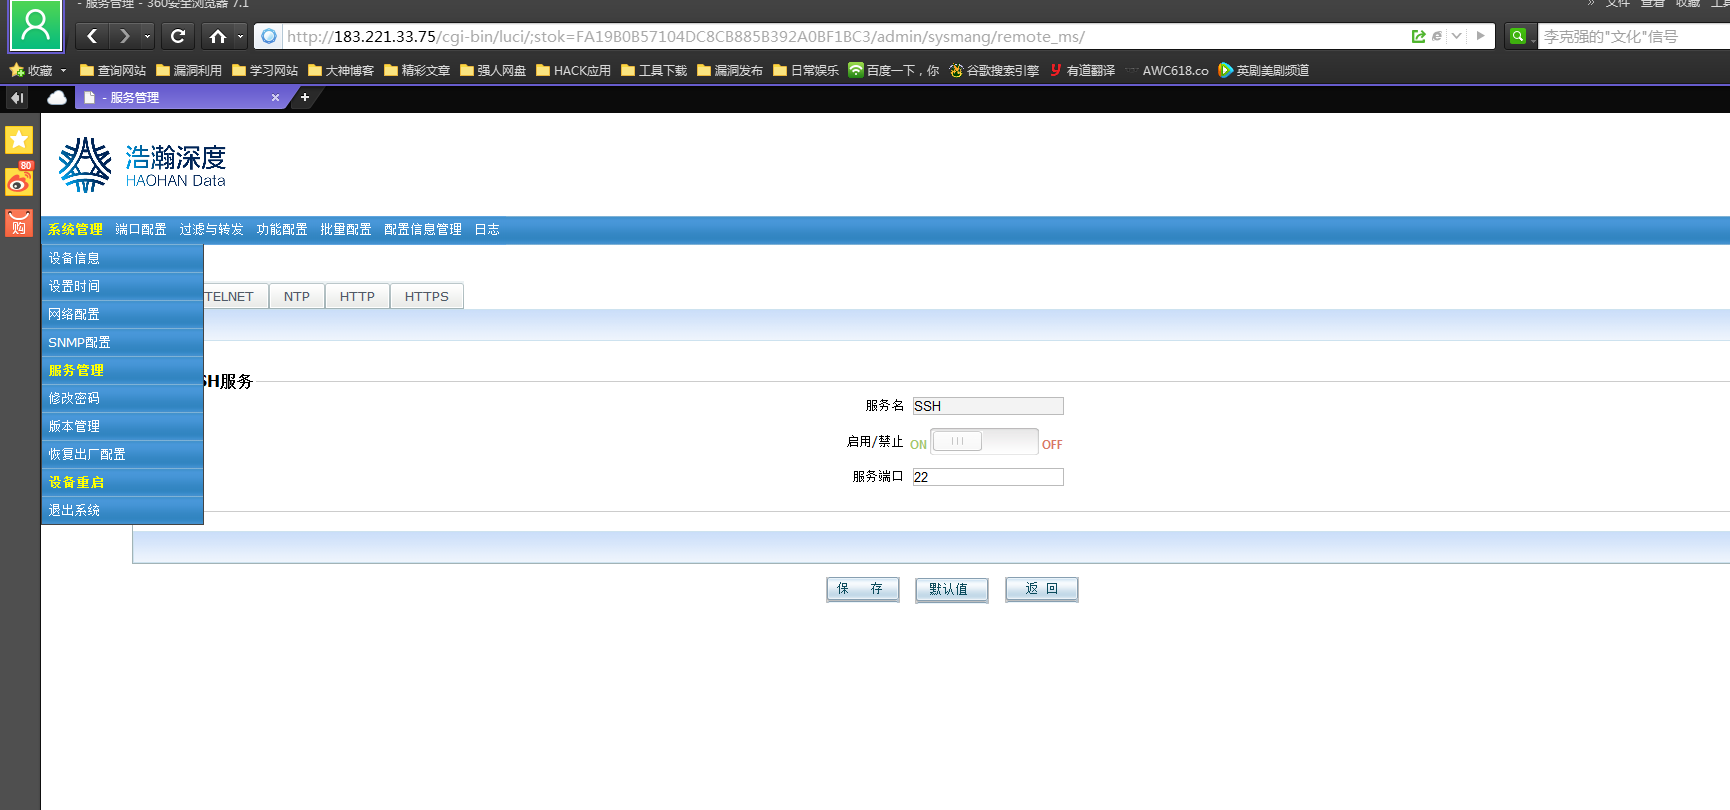 - 服务管理 - 360安全浏览器 7.1
» 文件 查看 收藏
http://183.221.33.75/cgi-bin/luci/;stok=FA19B0B57104DC8CB885B392A0BF1BC3/admin/sysmang/remote_ms/
李克强的"文化"信号
收藏 查询网站 漏洞利用 学习网站 大神博客 精彩文章 强人网盘 HACK应用 工具下载 漏洞发布 日常娱乐 百度一下，你 谷歌搜索引擎 有道翻译 AWC618.co 英剧美剧频道
- 服务管理
80
购
浩瀚深度
HAOHAN Data
系统管理 端口配置 过滤与转发 功能配置 批量配置 配置信息管理 日志
设备信息
设置时间
网络配置
SNMP配置
服务管理
修改密码
版本管理
恢复出厂配置
设备重启
退出系统
TELNET NTP HTTP HTTPS
SH服务
服务名 SSH
启用/禁止 ON OFF
服务端口 22
保 存 默认值 返 回